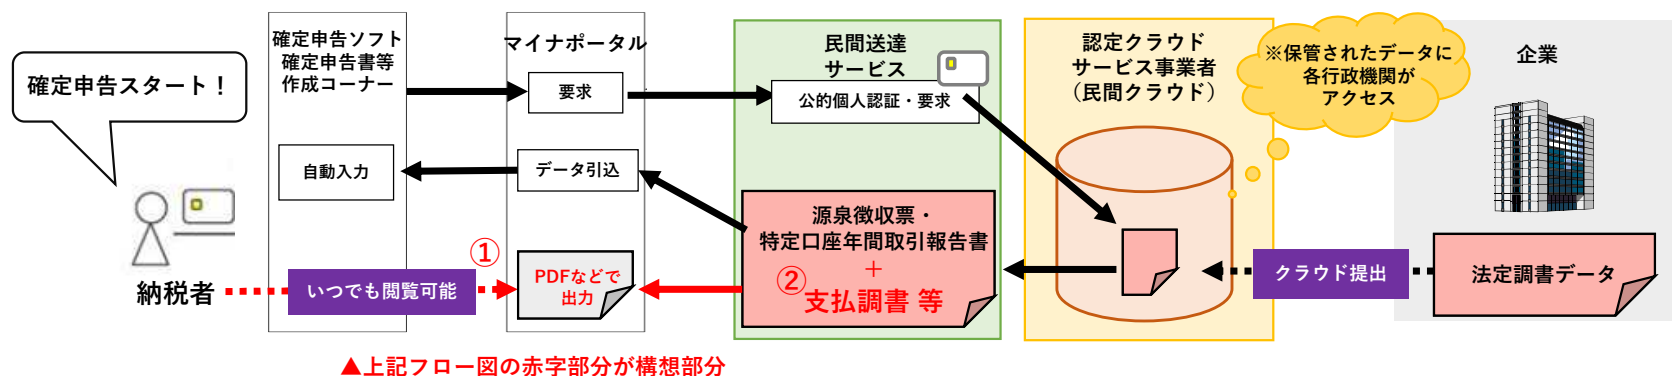 確定申告スタート！
納税者
確定申告ソフト
確定申告書等
作成コーナー
自動入力
いつでも閲覧可能
マイナポータル
要求
データ引込
①
PDFなどで
出力
民間送達
サービス
公的個人認証・要求
源泉徴収票・
特定口座年間取引報告書
＋
②
支払調書 等
認定クラウド
サービス事業者
（民間クラウド）
※保管されたデータに
各行政機関が
アクセス
企業
クラウド提出
法定調書データ
▲上記フロー図の赤字部分が構想部分